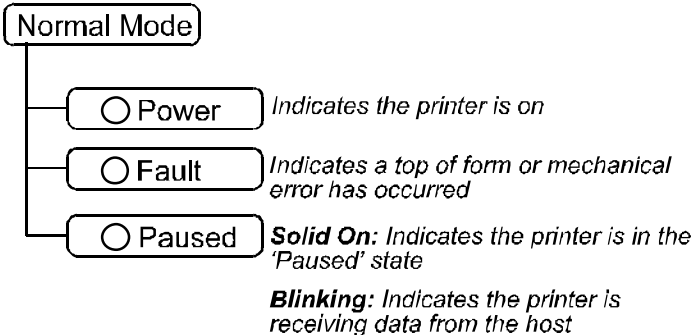 Normal Mode
Power
Indicates the printer is on
Fault
Indicates a top of form or mechanical
error has occurred
Paused
Solid On: Indicates the printer is in the
'Paused' state
Blinking: Indicates the printer is
receiving data from the host